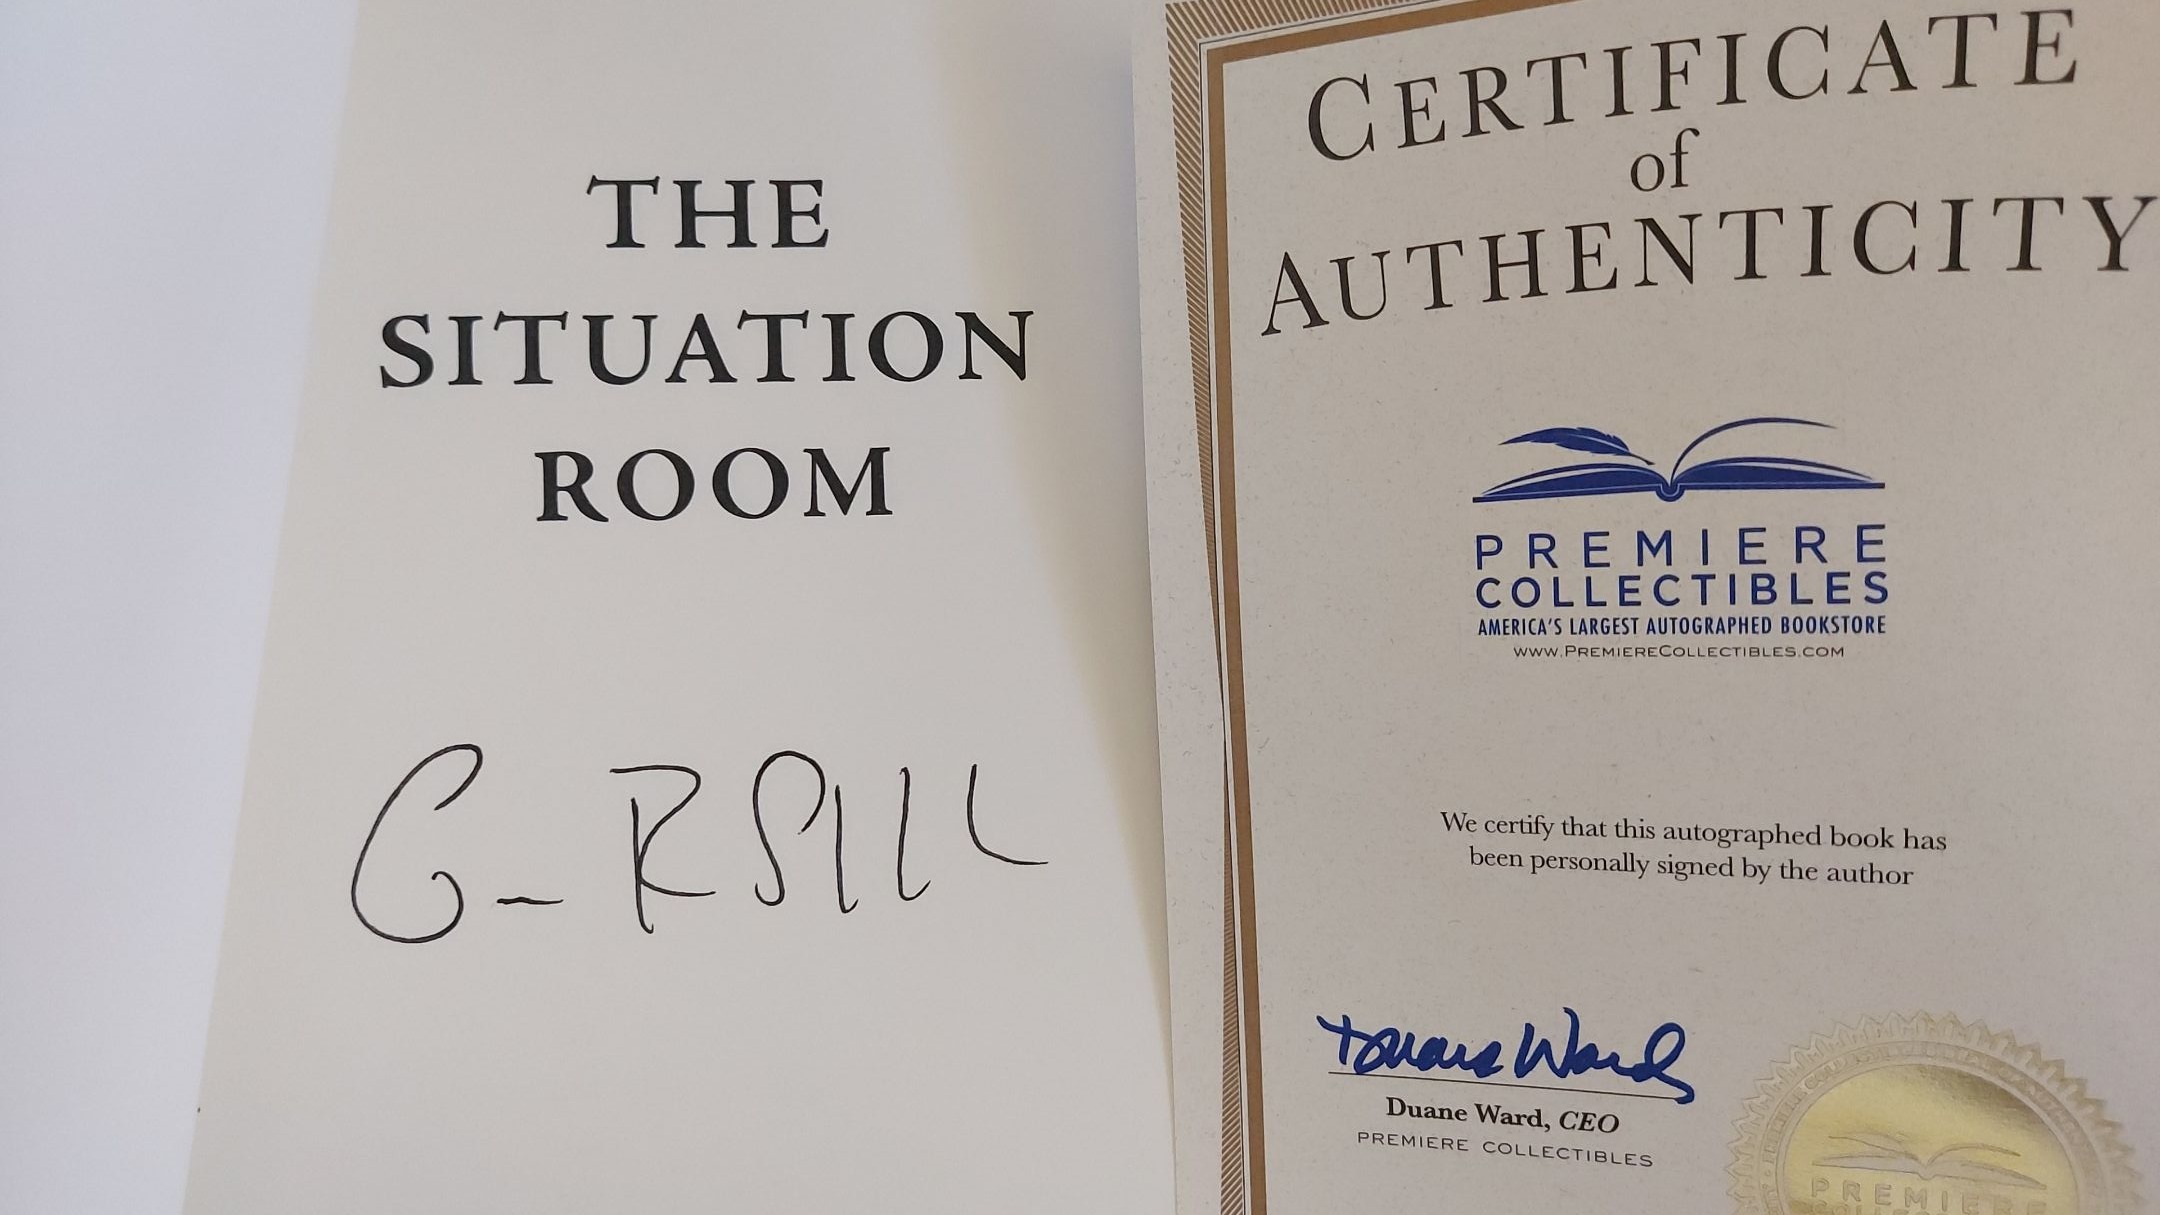 THE
SITUATION
ROOM
CERTIFICATE
of
AUTHENTICITY
PREMIERE
COLLECTIBLES
AMERICA'S LARGEST AUTOGRAPHED BOOKSTORE
WWW.PREMIERECOLLECTIBLES.COM
We certify that this autographed book has
been personally signed by the author
Duane Ward, CEO
PREMIERE COLLECTIBLES
PREMIERE